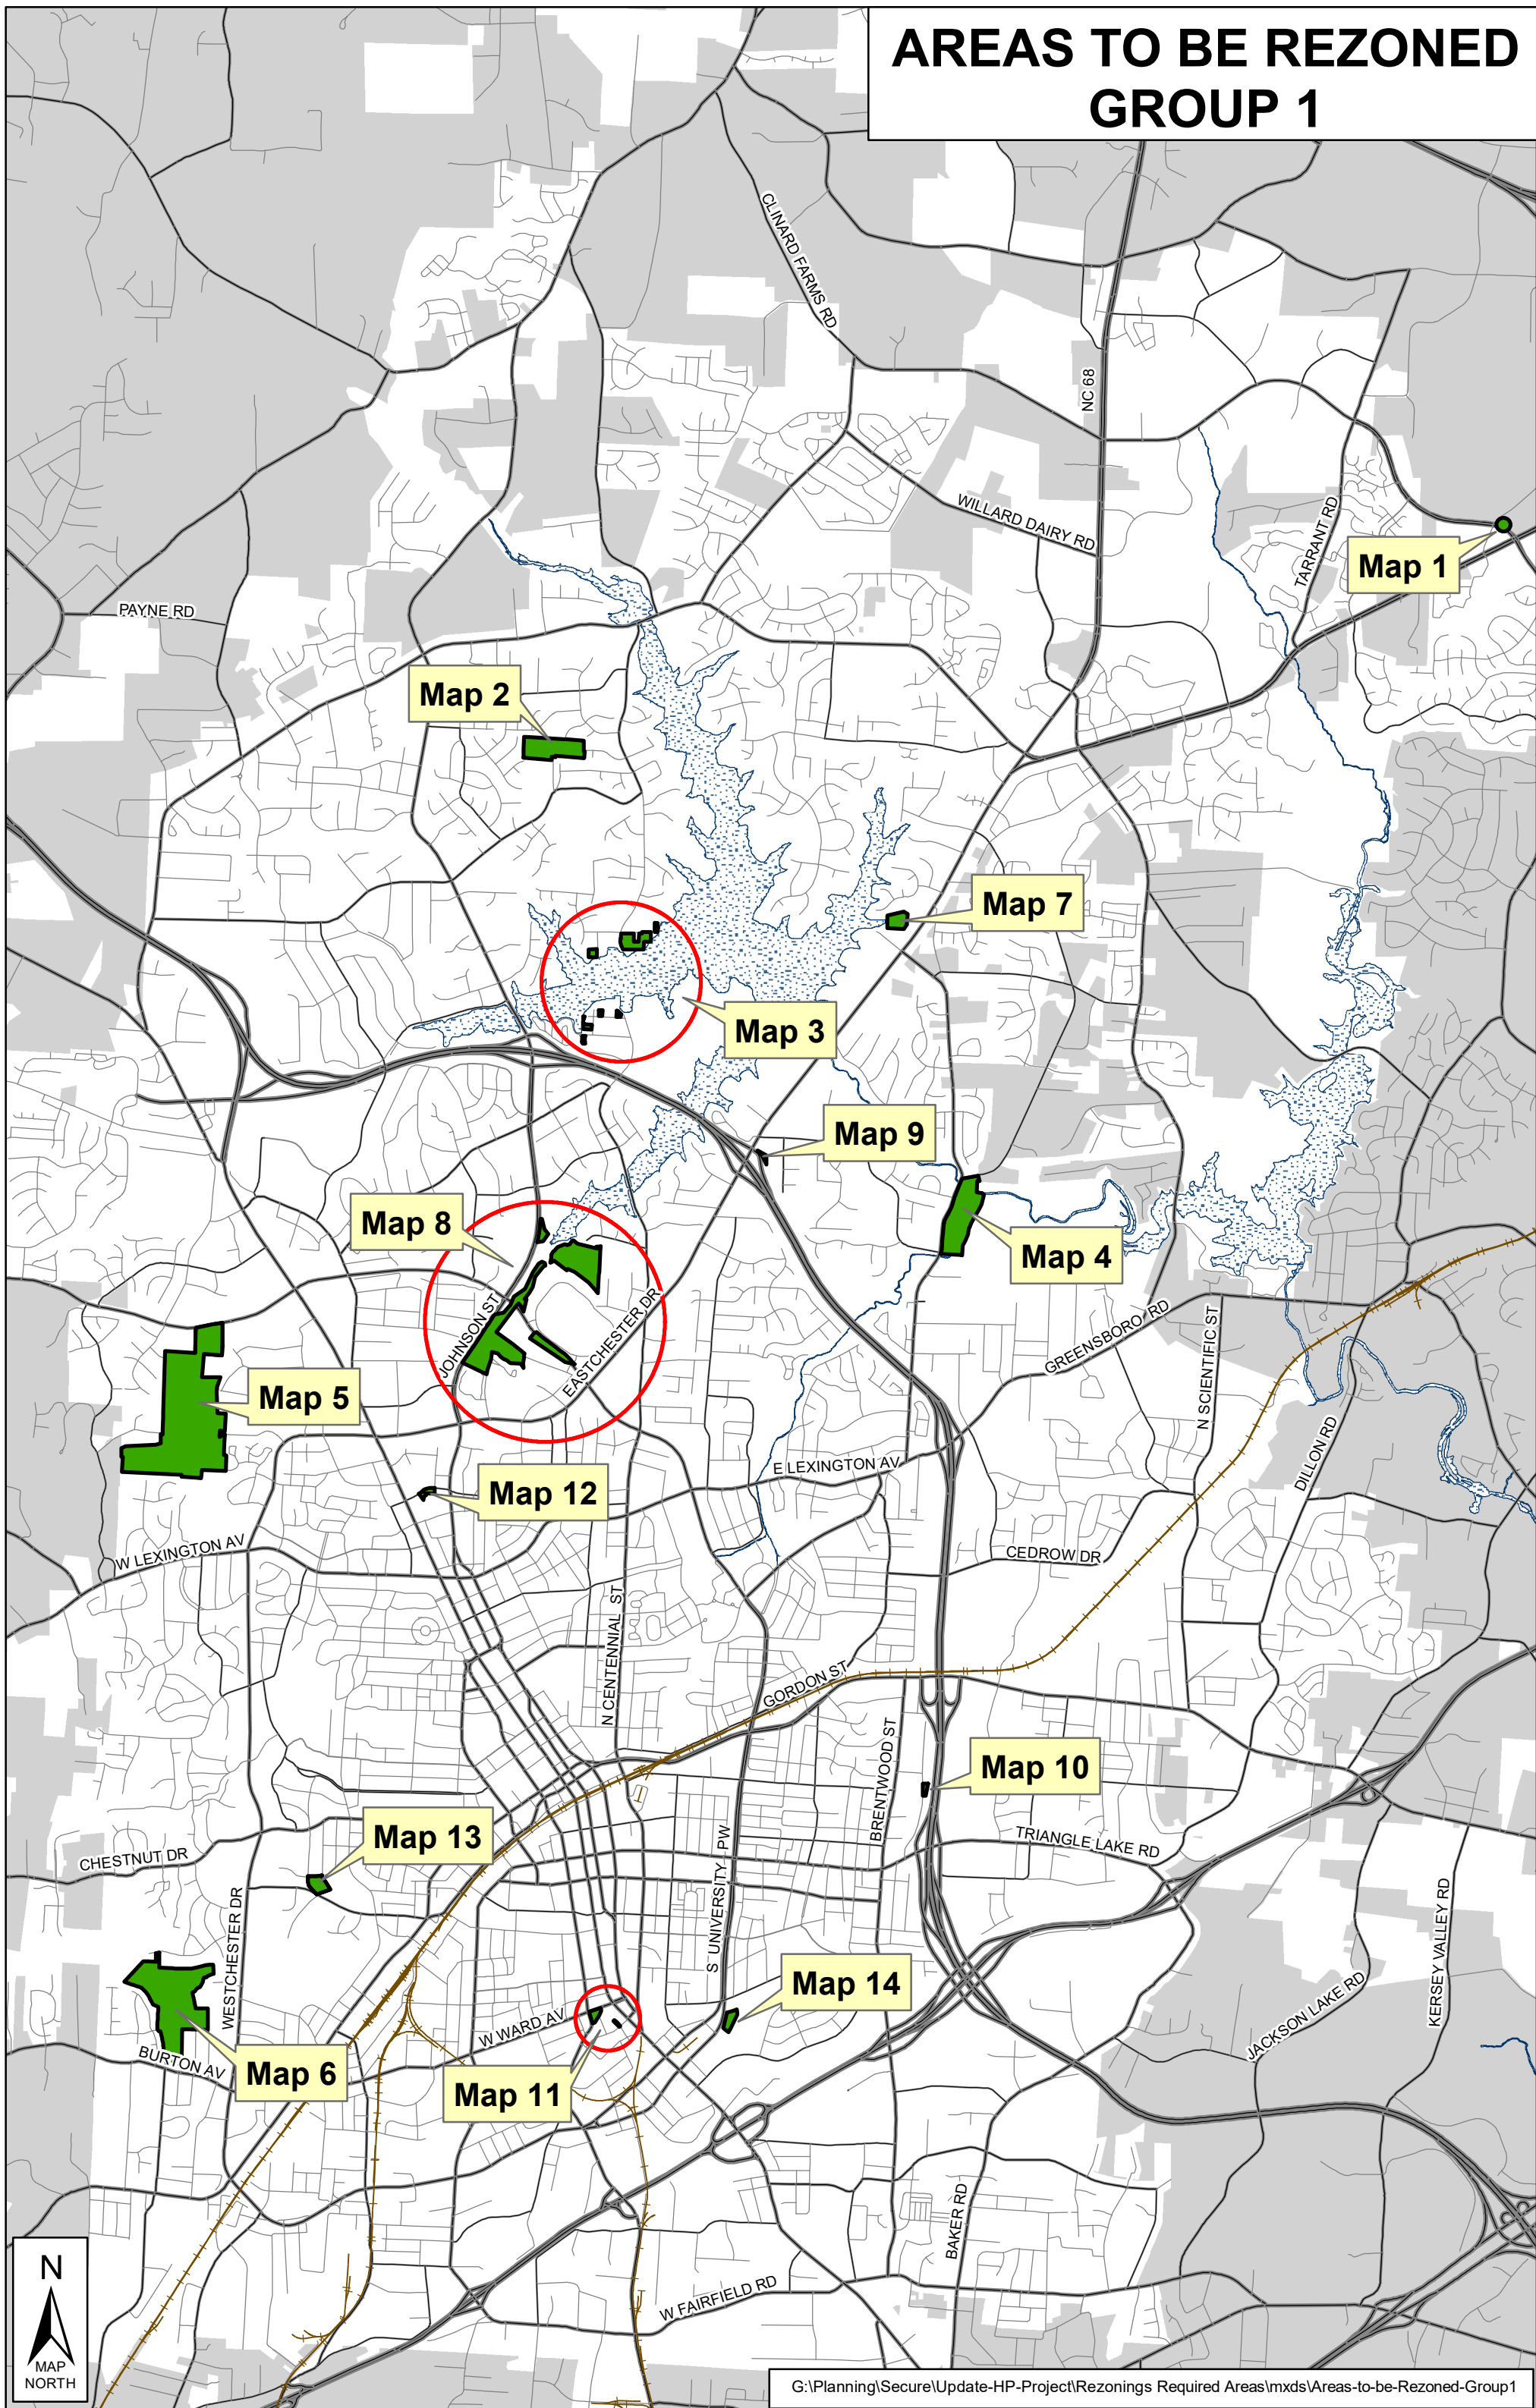 AREAS TO BE REZONED
GROUP 1
CLINARD FARMS RD
NC 68
WILLARD DAIRY RD
TARRANT RD
Map 1
PAYNE RD
Map 2
Map 7
Map 3
Map 9
Map 8
Map 4
JOHNSON ST
EASTCHESTER DR
GREENSBORO RD
N SCIENTIFIC ST
Map 5
DILLON RD
E LEXINGTON AV
Map 12
W LEXINGTON AV
CEDROW DR
N CENTENNIAL ST
GORDON ST
BRENTWOOD ST
Map 10
Map 13
TRIANGLE LAKE RD
CHESTNUT DR
S UNIVERSITY PW
WESTCHESTER DR
KERSEY VALLEY RD
Map 14
JACKSON LAKE RD
W WARD AV
BURTON AV
Map 6
Map 11
BAKER RD
W FAIRFIELD RD
N
MAP
NORTH
G:\Planning\Secure\Update-HP-Project\Rezonings Required Areas\mxds\Areas-to-be-Rezoned-Group1